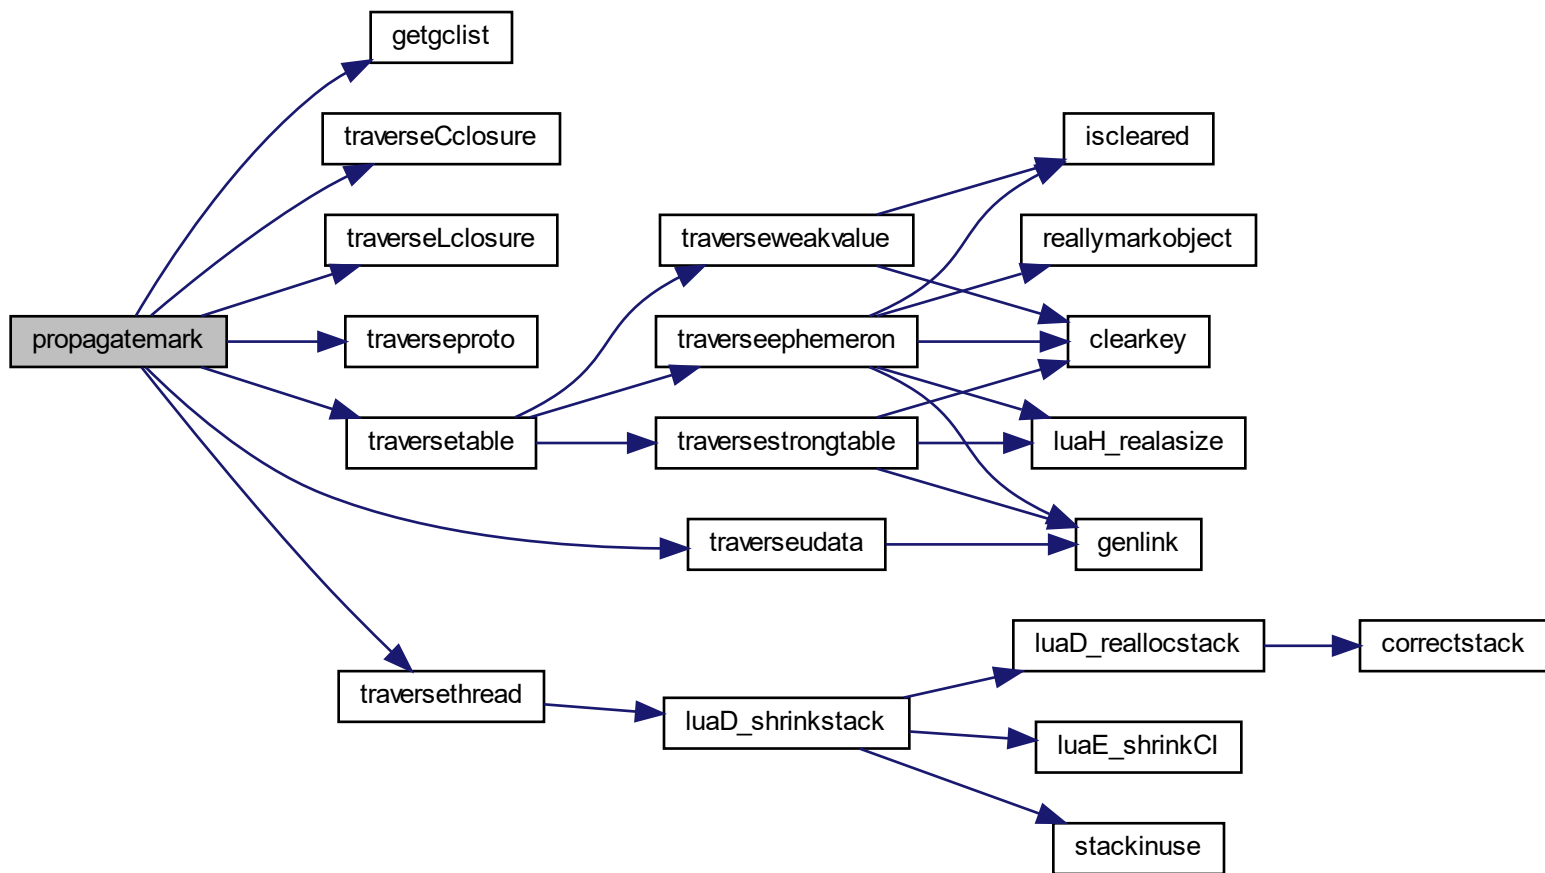 getgclist
traverseCclosure
iscleared
traverseLclosure
traverseweakvalue
reallymarkobject
propagatemark
traverseproto
traverseephemeron
clearkey
traversetable
traversestrongtable
luaH_realasize
traverseudata
genlink
luaD_reallocstack
correctstack
traversethread
luaD_shrinkstack
luaE_shrinkCI
stackinuse